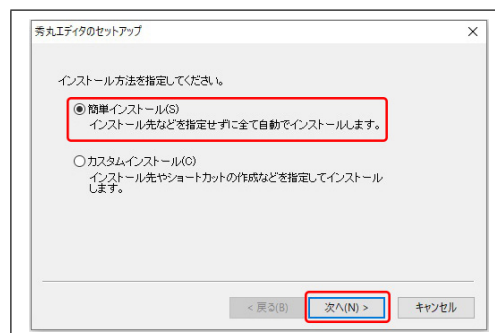 秀丸エディタのセットアップ
インストール方法を指定してください。
簡単インストール(S)
インストール先などを指定せずに全て自動でインストールします。
カスタムインストール(C)
インストール先やショートカットの作成などを指定してインストール
します。
< 戻る(B)
次へ(N) >
キャンセル